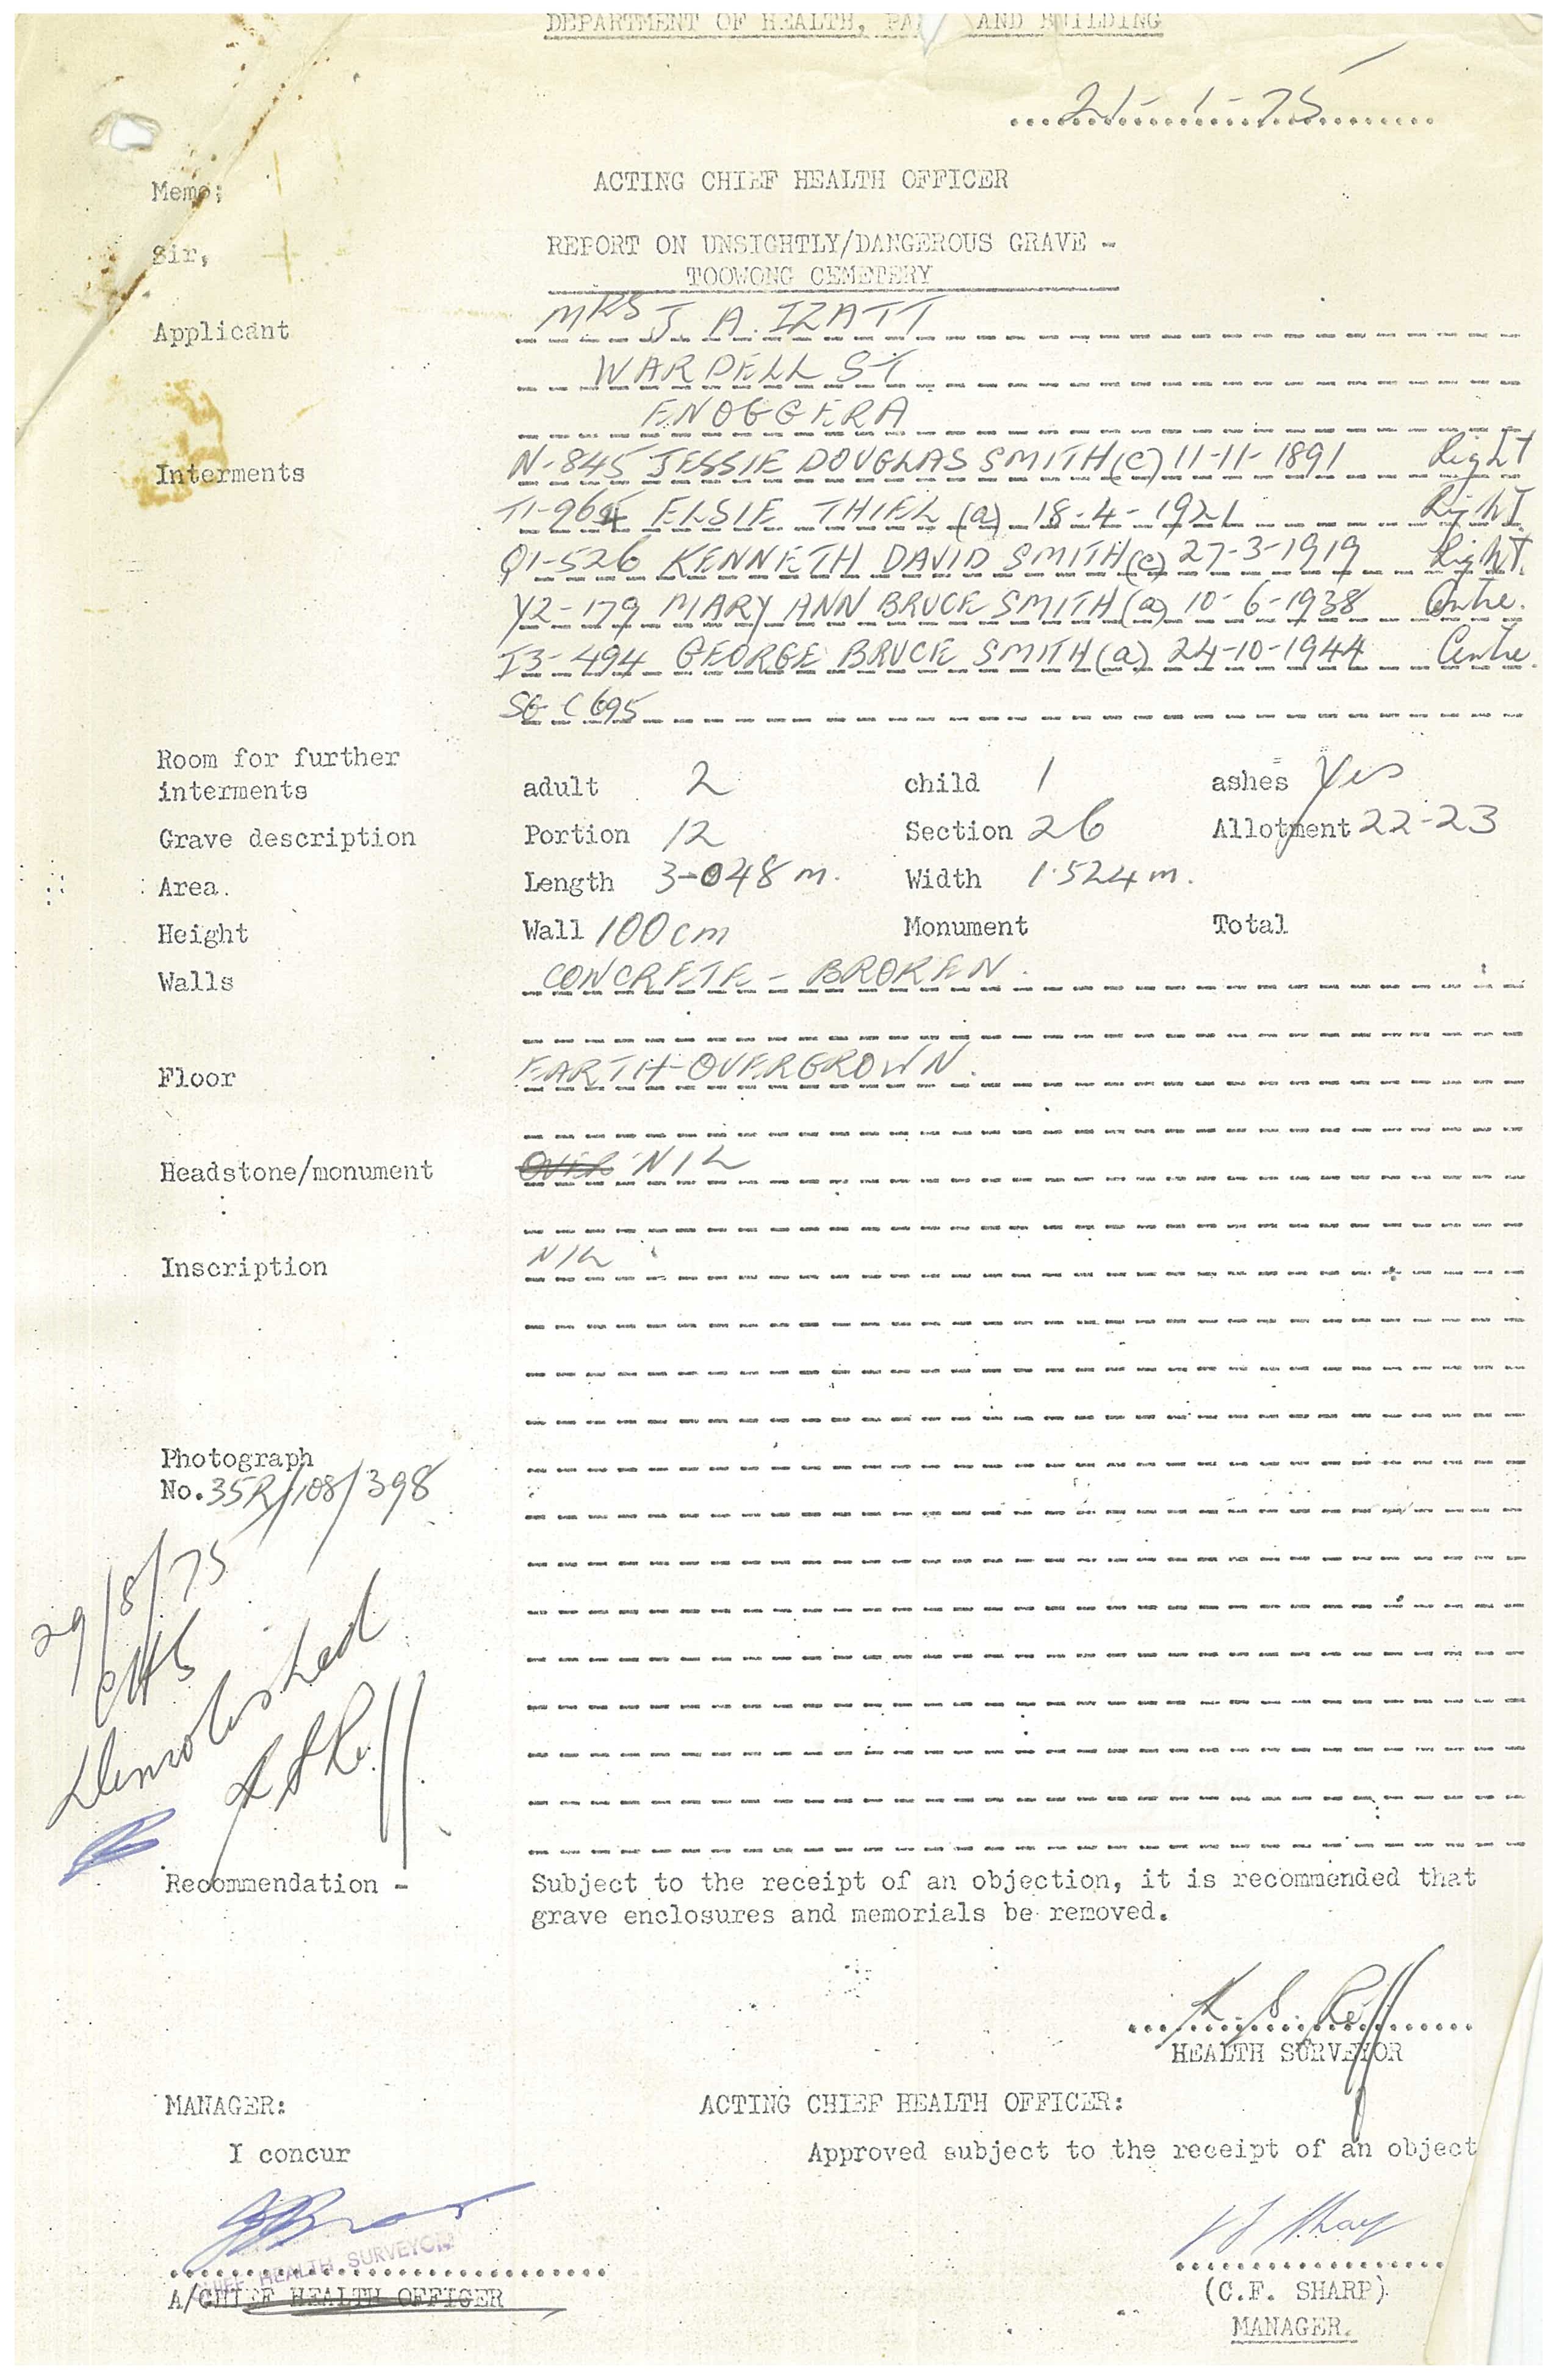 DEPARTMENT OF HEALTH, PA AND BUILDING
21-1-75
Memo: ACTING CHIEF HEALTH OFFICER
Sir, REPORT ON UNSIGHTLY/DANGEROUS GRAVE -
TOOWONG CEMETERY
Applicant MRS J. A. IZATT
WARDELL ST
ENOGGERA
Interments N-845 JESSIE DOUGLAS SMITH (c) 11-11-1891 Right
T1-964 ELSIE THIEL (a) 18-4-1921 Right
Q1-526 KENNETH DAVID SMITH (c) 27-3-1919 Right.
Y2-179 MARY ANN BRUCE SMITH (a) 10-6-1938 Centre.
I3-494 GEORGE BRUCE SMITH (a) 24-10-1944 Centre.
SG C695
Room for further
interments adult 2 child 1 ashes Yes
Grave description Portion 12 Section 26 Allotment 22-23
Area. Length 3-048 m. Width 1.524 m.
Height Wall 100 cm Monument Total
Walls CONCRETE - BROKEN.
Floor EARTH-OVERGROWN.
Headstone/monument OVER NIL
Inscription NIL
Photograph
No. 35R/108/398
29/8/75
Demolished
Recommendation - Subject to the receipt of an objection, it is recommended that
grave enclosures and memorials be removed.
HEALTH SURVEYOR
MANAGER: ACTING CHIEF HEALTH OFFICER:
I concur Approved subject to the receipt of an object
CHIEF HEALTH SURVEYOR
A/CHIEF HEALTH OFFICER
(C.F. SHARP)
MANAGER.